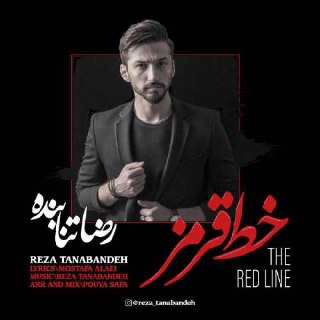 خط قرمز
THE
RED LINE
رضا تنابنده
REZA TANABANDEH
LYRICS\MOSTAFA ALAEI
MUSIC\REZA TANABANDEH
ARR AND MIX\POUYA SAFA
@reza_tanabandeh